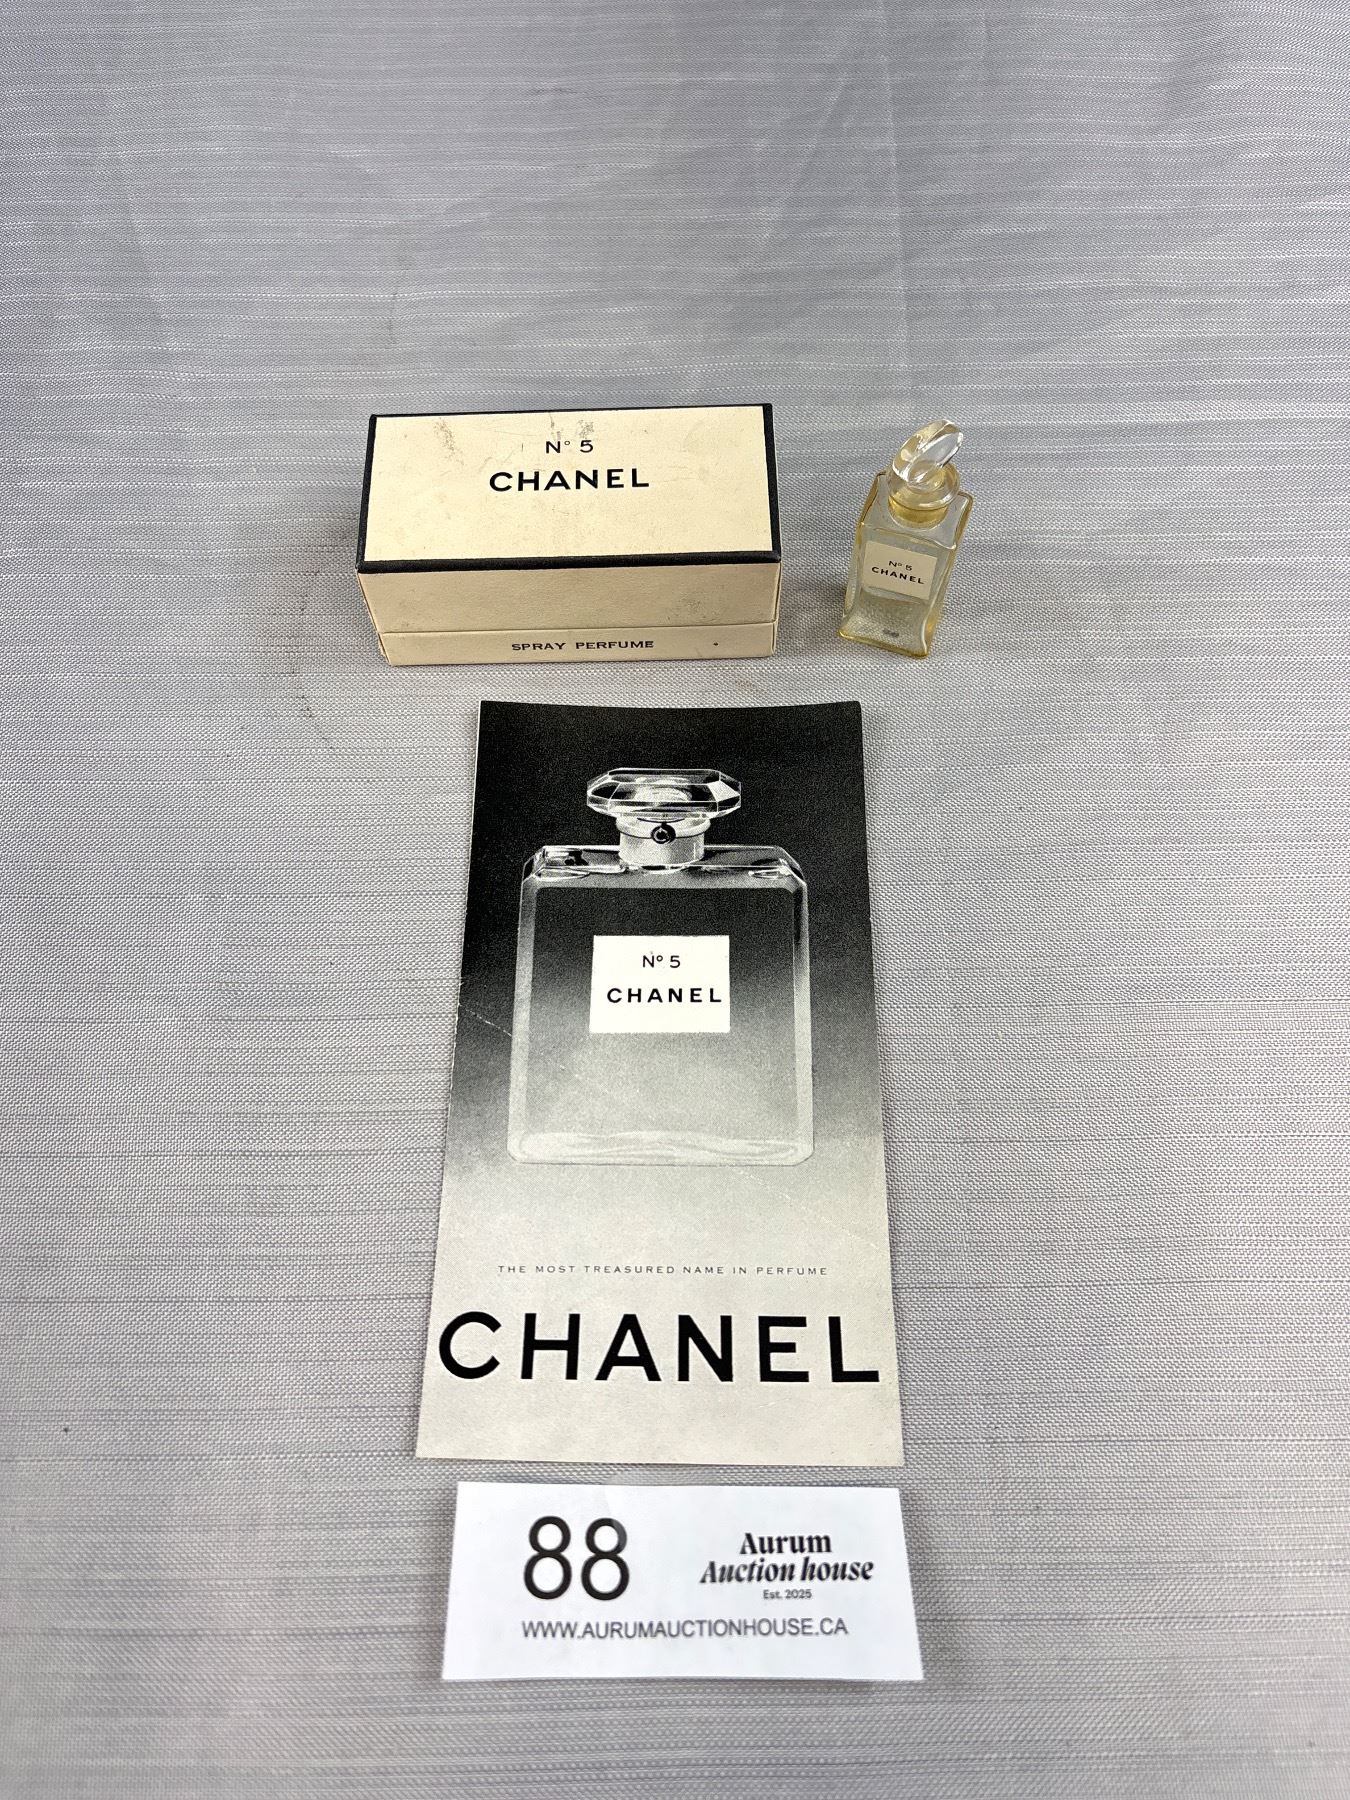 N° 5
CHANEL
SPRAY PERFUME
N° 5
CHANEL
N° 5
CHANEL
THE MOST TREASURED NAME IN PERFUME
CHANEL
88
Aurum
Auction house
Est. 2025
WWW.AURUMAUCTIONHOUSE.CA